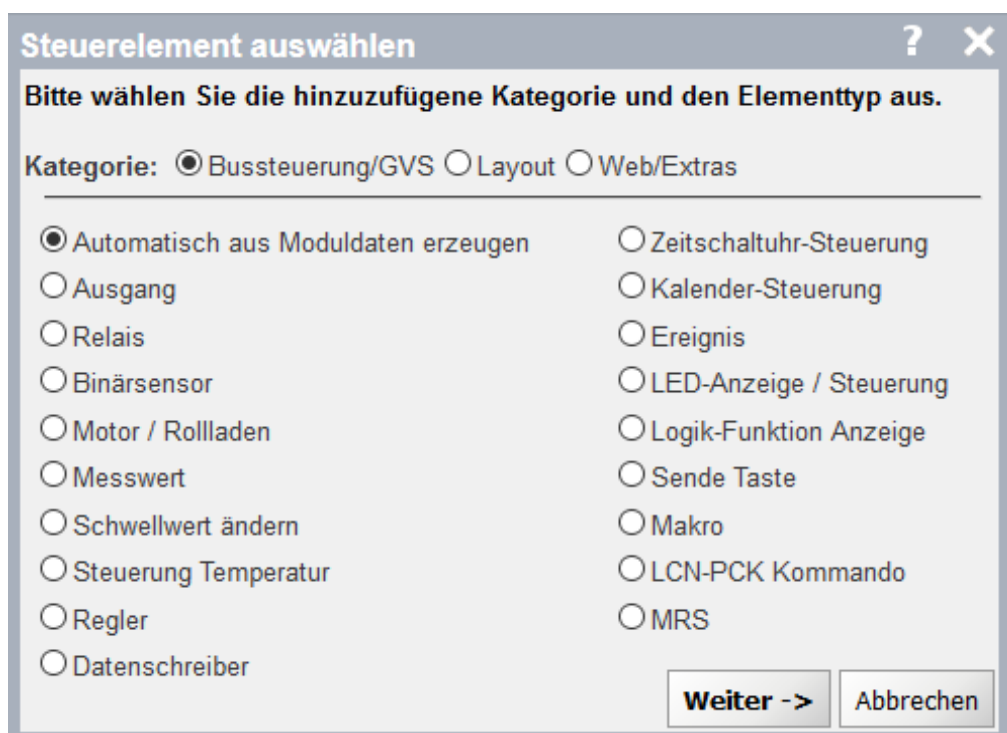 Steuerelement auswählen ? X
Bitte wählen Sie die hinzuzufügene Kategorie und den Elementtyp aus.
Kategorie: Bussteuerung/GVS Layout Web/Extras
Automatisch aus Moduldaten erzeugen
Ausgang
Relais
Binärsensor
Motor / Rollladen
Messwert
Schwellwert ändern
Steuerung Temperatur
Regler
Datenschreiber
Zeitschaltuhr-Steuerung
Kalender-Steuerung
Ereignis
LED-Anzeige / Steuerung
Logik-Funktion Anzeige
Sende Taste
Makro
LCN-PCK Kommando
MRS
Weiter -> Abbrechen